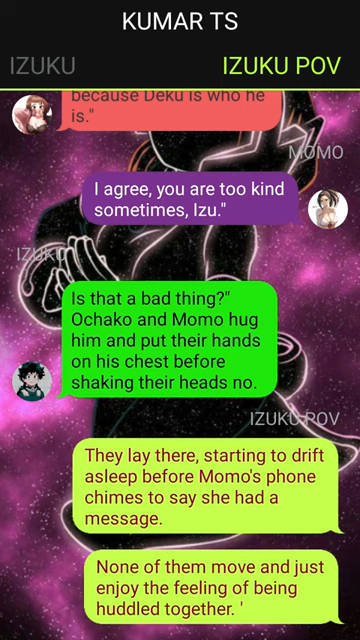 KUMAR TS
IZUKU
IZUKU POV
because Deku is who he
is."
MOMO
I agree, you are too kind
sometimes, Izu."
IZUKU
Is that a bad thing?"
Ochako and Momo hug
him and put their hands
on his chest before
shaking their heads no.
IZUKU POV
They lay there, starting to drift
asleep before Momo's phone
chimes to say she had a
message.
None of them move and just
enjoy the feeling of being
huddled together. '